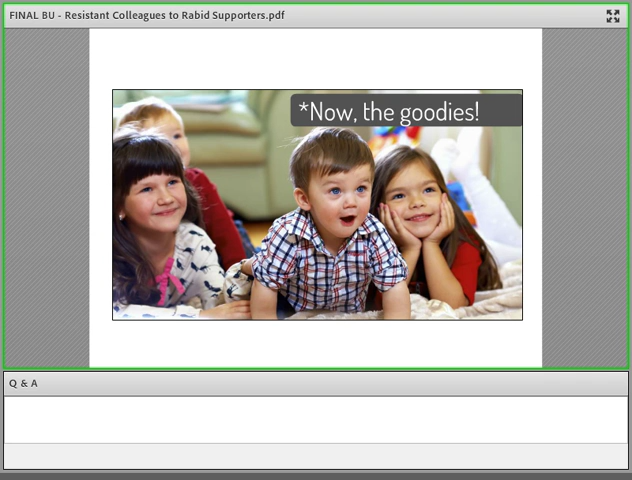 FINAL BU - Resistant Colleagues to Rabid Supporters.pdf
*Now, the goodies!
Q & A